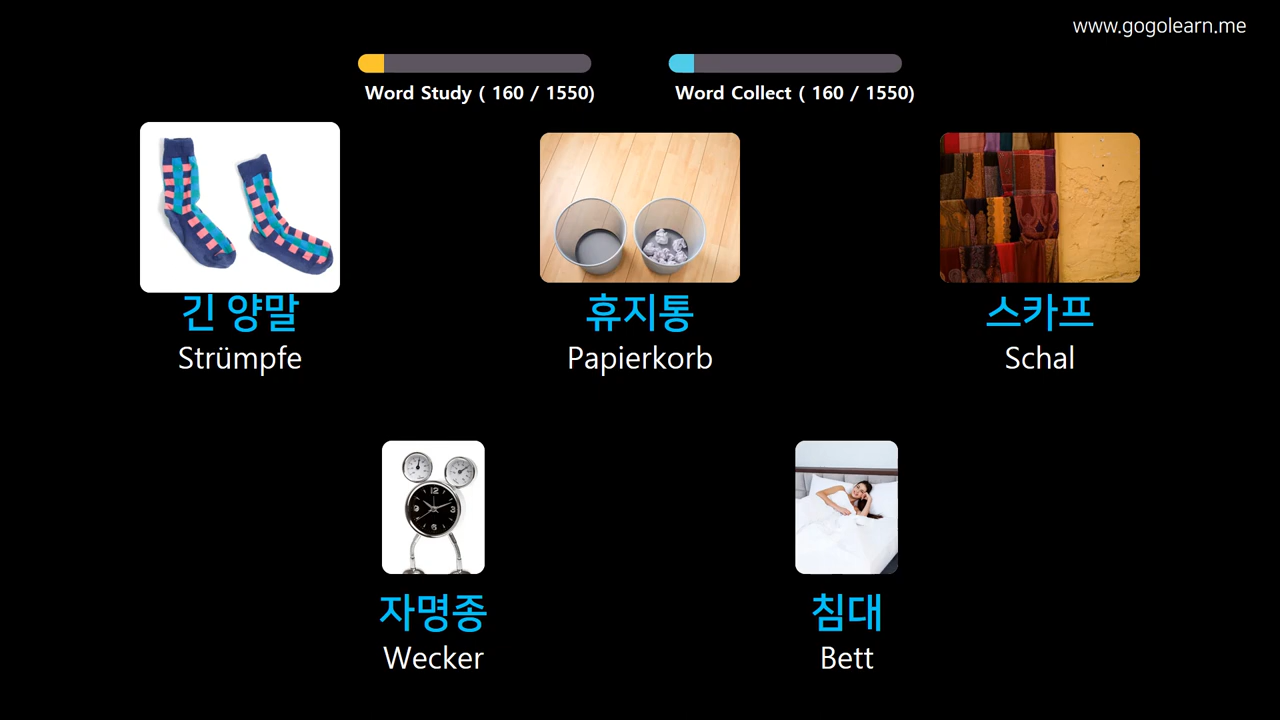 www.gogolearn.me
Word Study ( 160 / 1550)
Word Collect ( 160 / 1550)
긴 양말
Strümpfe
휴지통
Papierkorb
스카프
Schal
자명종
Wecker
침대
Bett